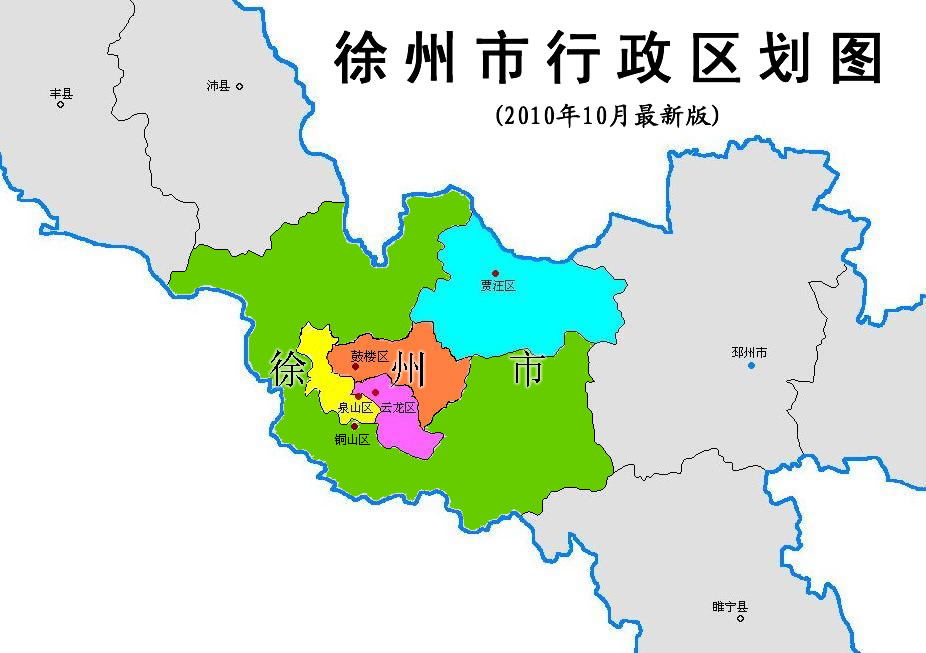 徐州市行政区划图
(2010年10月最新版)
丰县
沛县
贾汪区
邳州市
鼓楼区
徐州市
泉山区
云龙区
铜山区
睢宁县